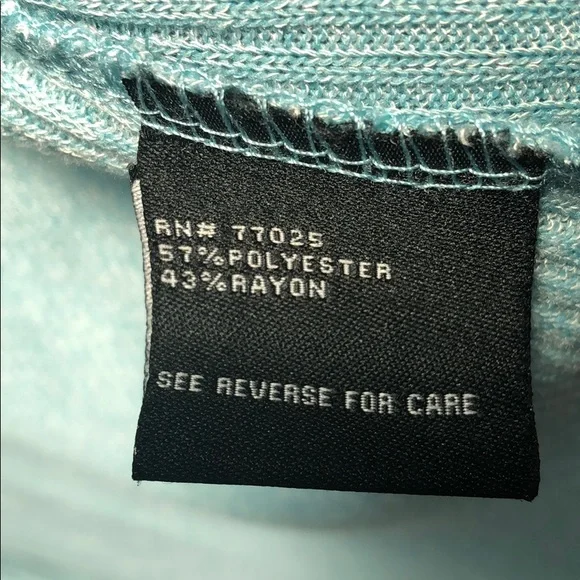 RN# 77025
57%POLYESTER
43%RAYON
SEE REVERSE FOR CARE